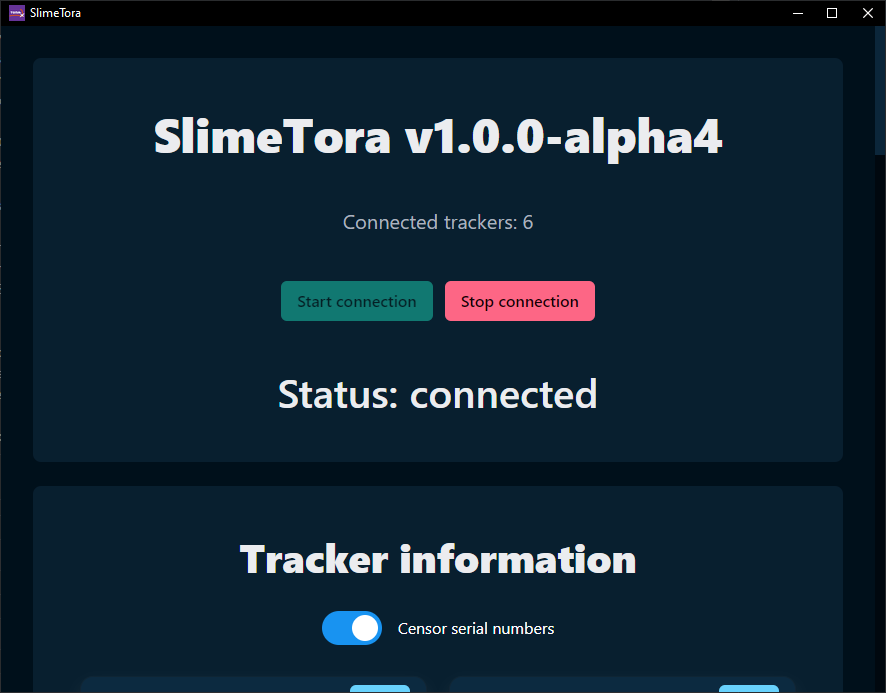 SlimeTora
SlimeTora v1.0.0-alpha4
Connected trackers: 6
Start connection
Stop connection
Status: connected
Tracker information
Censor serial numbers